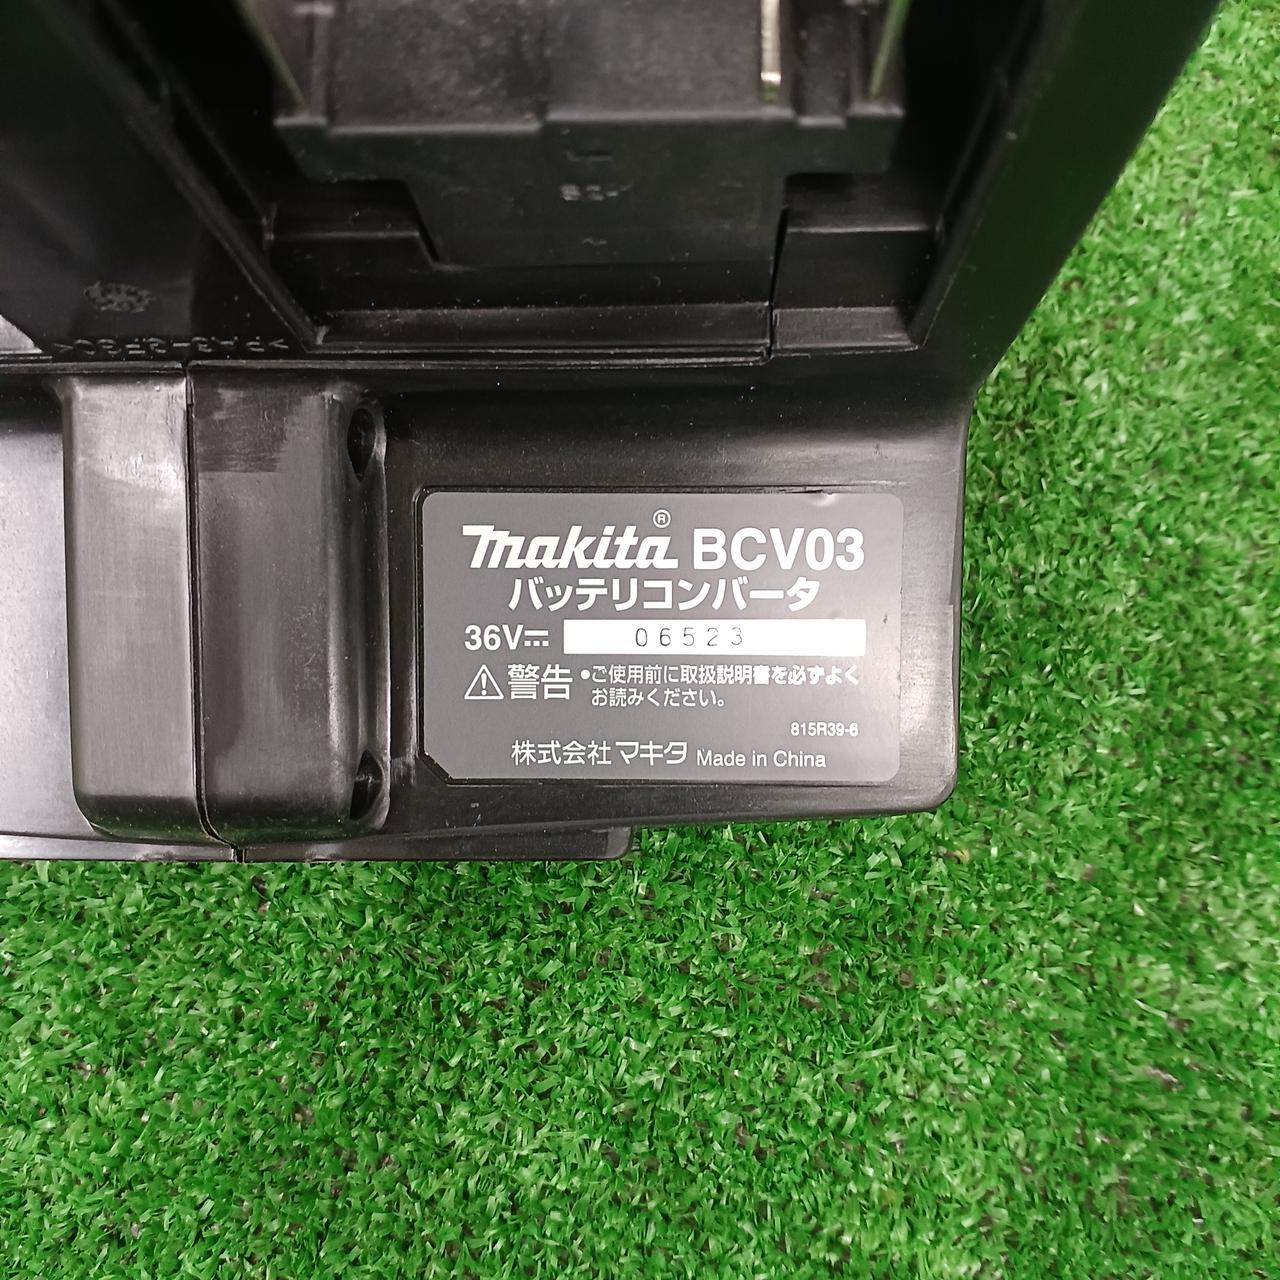 makita® BCV03
バッテリコンバータ
36V⎓ 06523
⚠警告 •ご使用前に取扱説明書を必ずよく
お読みください。
815R39-6
株式会社マキタ Made in China